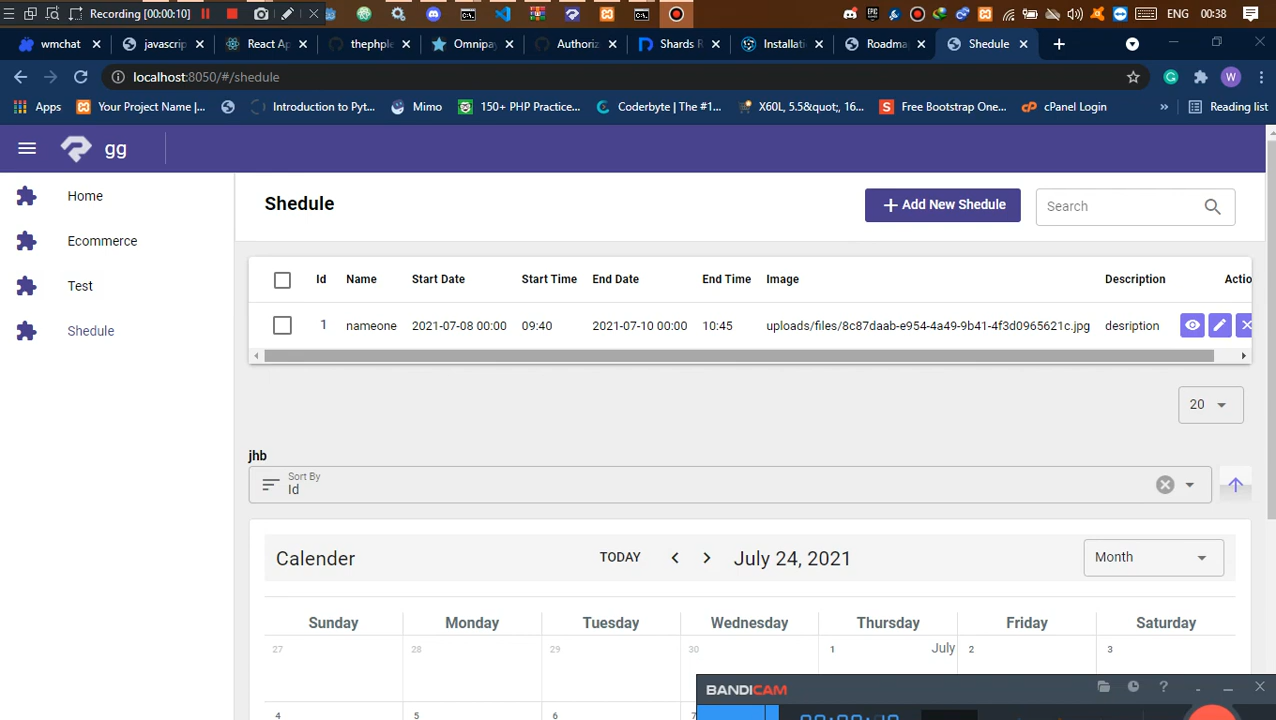 Recording [00:00:10]
ENG 00:38
wmchat
javascrip
React Ap
thephple
Omnipay
Authoriz
Shards R
Installati
Roadma
Shedule
localhost:8050/#/shedule
W
Apps
Your Project Name |...
Introduction to Pyt...
Mimo
150+ PHP Practice...
Coderbyte | The #1...
X60L, 5.5&quot;, 16...
Free Bootstrap One...
cPanel Login
»
Reading list
gg
Home
Ecommerce
Test
Shedule
Shedule
Add New Shedule
Search
Id Name Start Date Start Time End Date End Time Image Description Actio
1 nameone 2021-07-08 00:00 09:40 2021-07-10 00:00 10:45 uploads/files/8c87daab-e954-4a49-9b41-4f3d0965621c.jpg desription
20
jhb
Sort By
Id
Calender
TODAY
July 24, 2021
Month
Sunday Monday Tuesday Wednesday Thursday Friday Saturday
27 28 29 30 1 July 2 3
4 5 6 7
BANDICAM